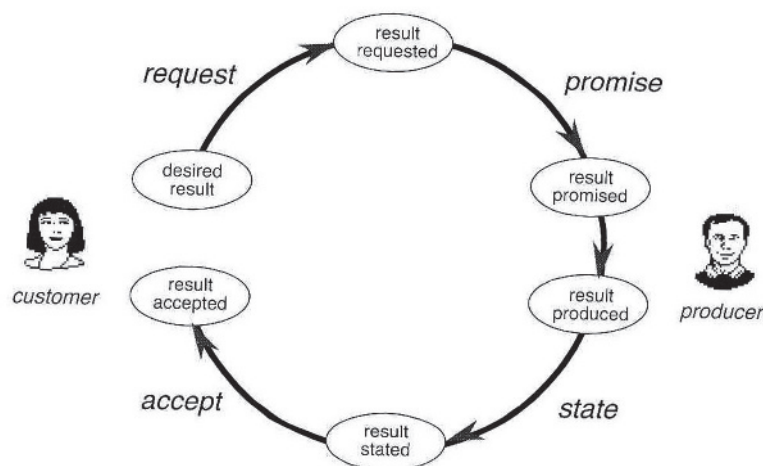 result
requested
request
promise
desired
result
result
promised
customer
result
accepted
result
produced
producer
accept
state
result
stated